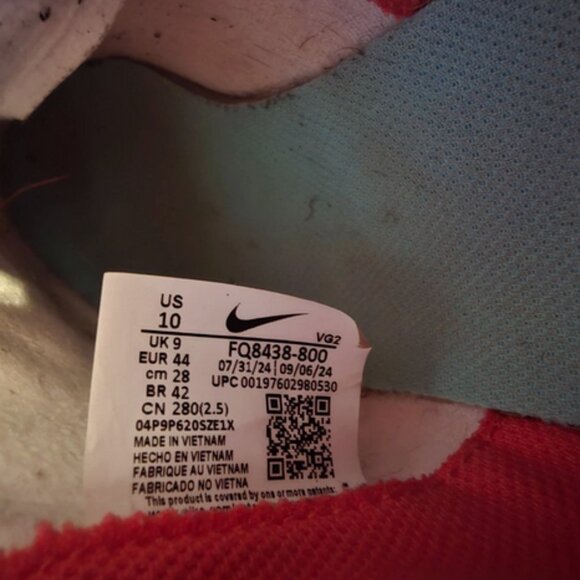 US
10
UK 9
EUR 44
cm 28
BR 42
CN 280(2.5)
VG2
FQ8438-800
07/31/24 | 09/06/24
UPC 00197602980530
04P9P620SZE1X
MADE IN VIETNAM
HECHO EN VIETNAM
FABRIQUE AU VIETNAM
FABRICADO NO VIETNA
This product is covered by one or more patents: